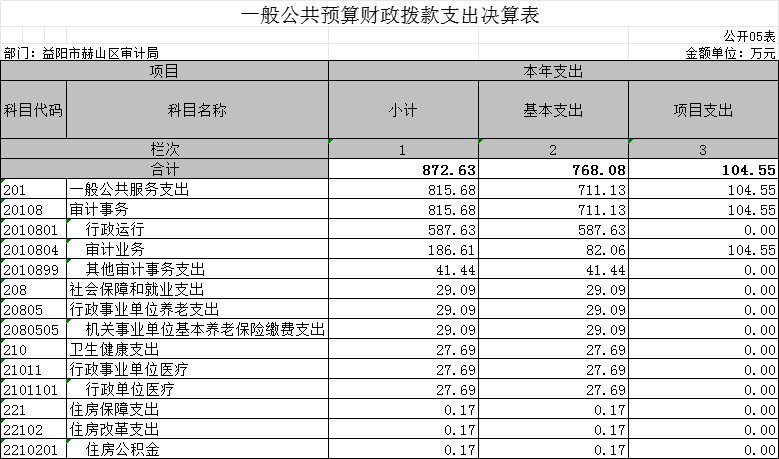 一般公共预算财政拨款支出决算表
公开05表
部门：益阳市赫山区审计局 金额单位：万元
项目 本年支出
科目代码 科目名称 小计 基本支出 项目支出
栏次 1 2 3
合计 872.63 768.08 104.55
201 一般公共服务支出 815.68 711.13 104.55
20108 审计事务 815.68 711.13 104.55
2010801 行政运行 587.63 587.63 0.00
2010804 审计业务 186.61 82.06 104.55
2010899 其他审计事务支出 41.44 41.44 0.00
208 社会保障和就业支出 29.09 29.09 0.00
20805 行政事业单位养老支出 29.09 29.09 0.00
2080505 机关事业单位基本养老保险缴费支出 29.09 29.09 0.00
210 卫生健康支出 27.69 27.69 0.00
21011 行政事业单位医疗 27.69 27.69 0.00
2101101 行政单位医疗 27.69 27.69 0.00
221 住房保障支出 0.17 0.17 0.00
22102 住房改革支出 0.17 0.17 0.00
2210201 住房公积金 0.17 0.17 0.00